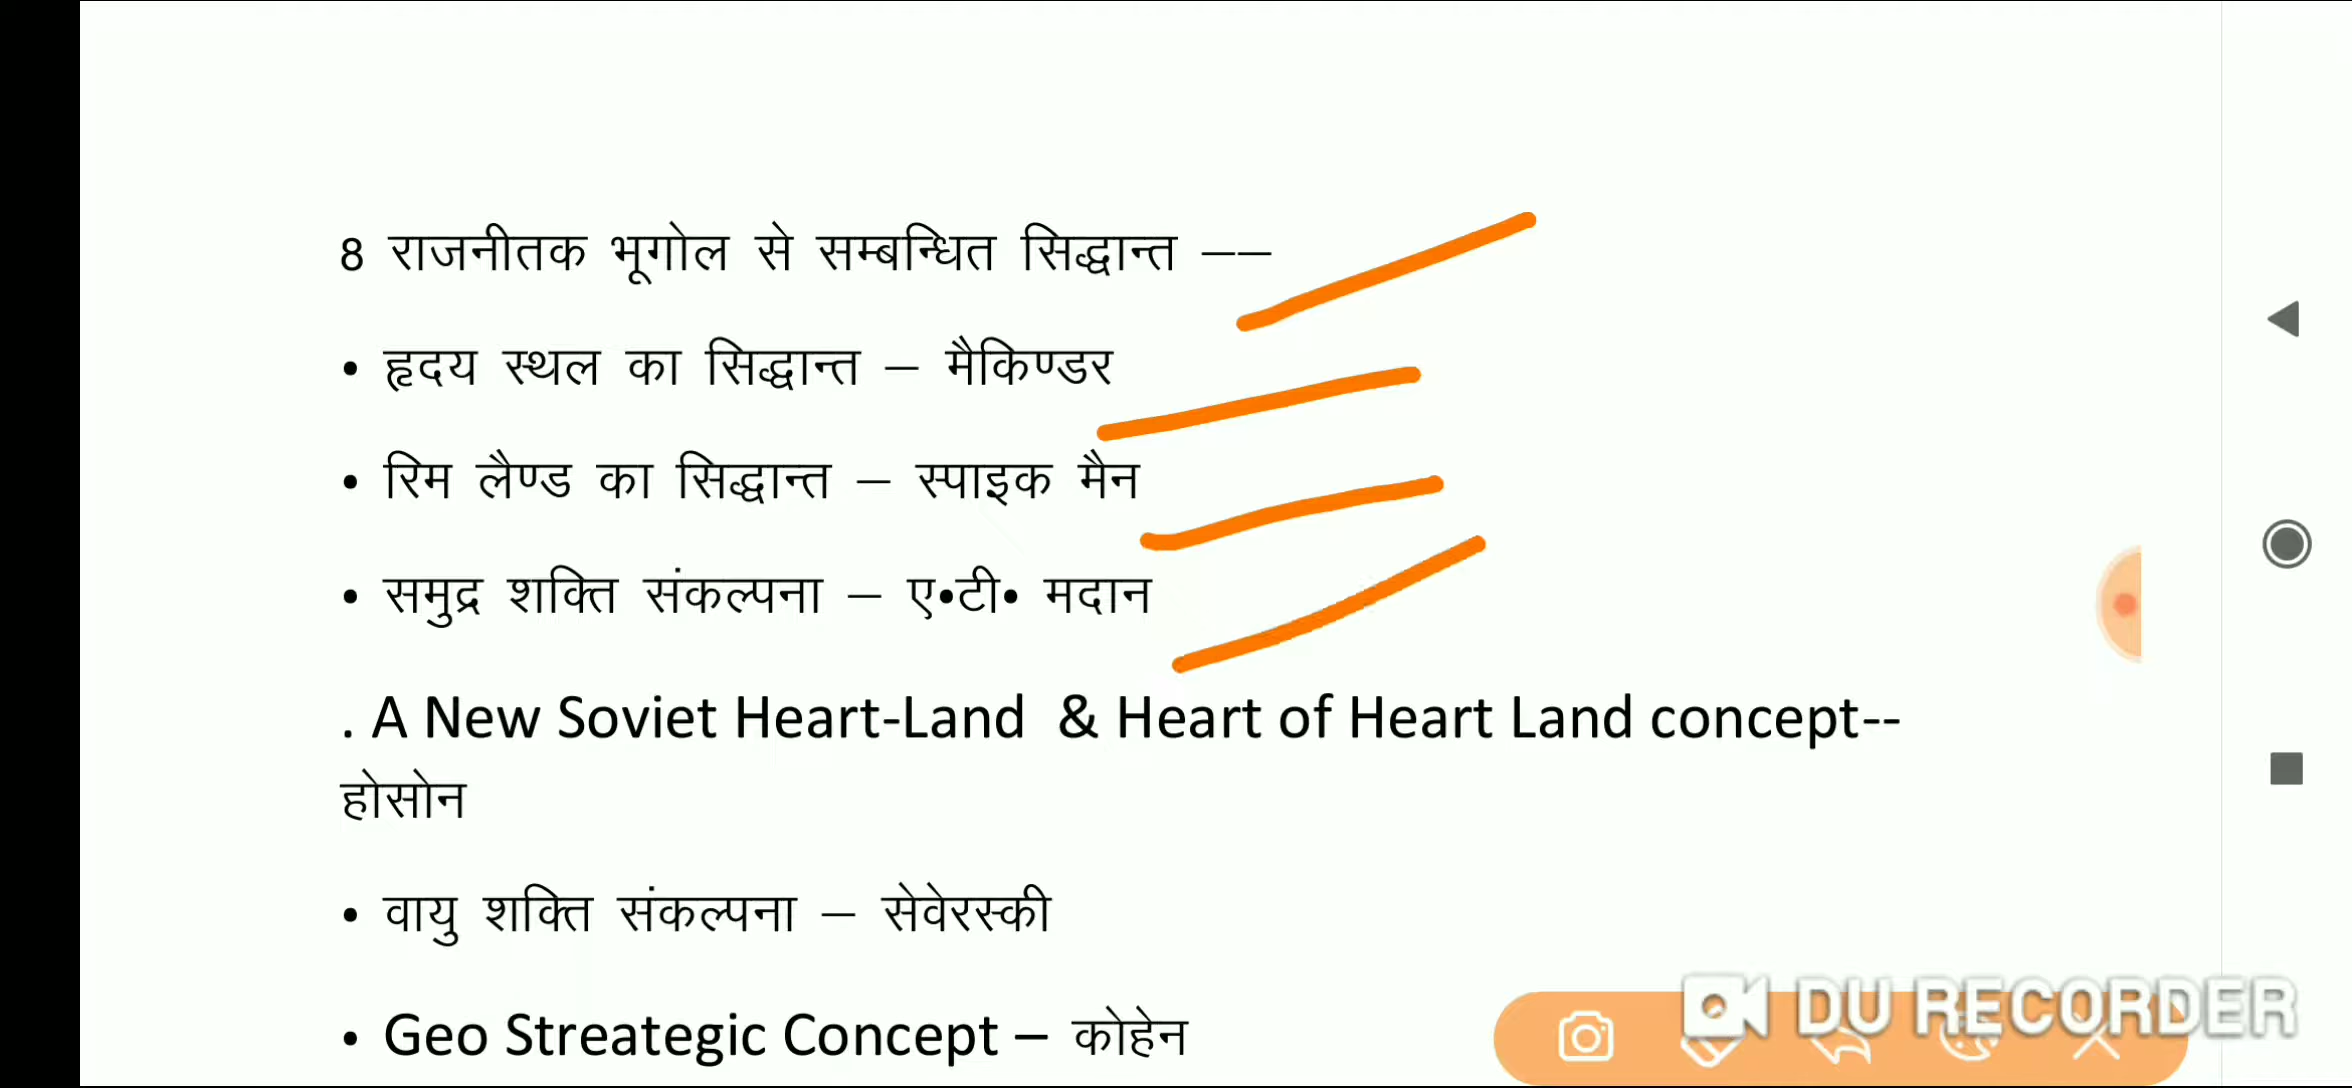 8 राजनीतक भूगोल से सम्बन्धित सिद्धान्त ––
• हृदय स्थल का सिद्धान्त – मैकिण्डर
• रिम लैण्ड का सिद्धान्त – स्पाइक मैन
• समुद्र शक्ति संकल्पना – ए•टी• मदान
. A New Soviet Heart-Land & Heart of Heart Land concept--
होसोन
• वायु शक्ति संकल्पना – सेवेरस्की
• Geo Streategic Concept – कोहेन
DU RECORDER